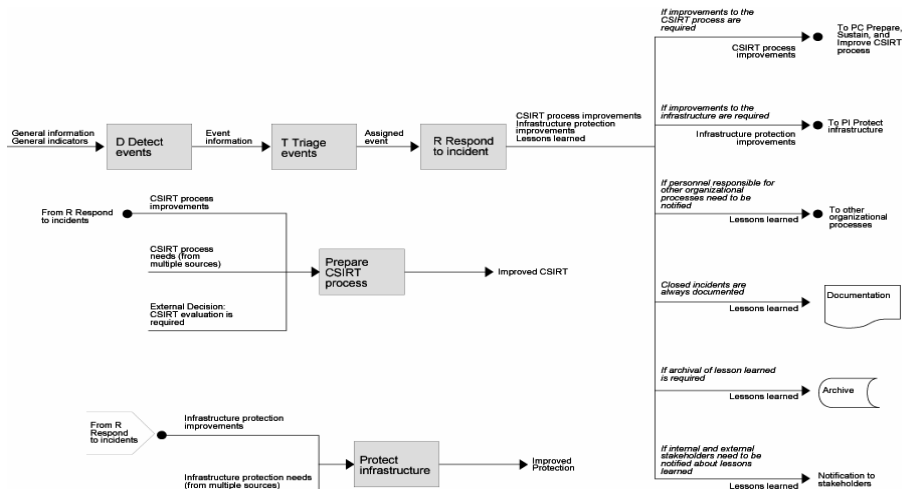 If improvements to the
CSIRT process are
required
CSIRT process
improvements
To PC Prepare,
Sustain, and
Improve CSIRT
process
General information
General indicators
D Detect
events
Event
information
T Triage
events
Assigned
event
R Respond
to incident
CSIRT process improvements
Infrastructure protection
improvements
Lessons learned
If improvements to the
infrastructure are required
Infrastructure protection
improvements
To PI Protect
infrastructure
If personnel responsible for
other organizational
processes need to be
notified
Lessons learned
To other
organizational
processes
From R Respond
to incidents
CSIRT process
improvements
CSIRT process
needs (from
multiple sources)
External Decision:
CSIRT evaluation is
required
Prepare
CSIRT
process
Improved CSIRT
Closed incidents are
always documented
Lessons learned
Documentation
If archival of lesson learned
is required
Lessons learned
Archive
From R
Respond
to incidents
Infrastructure protection
improvements
Infrastructure protection needs
(from multiple sources)
Protect
infrastructure
Improved
Protection
If internal and external
stakeholders need to be
notified about lessons
learned
Lessons learned
Notification to
stakeholders